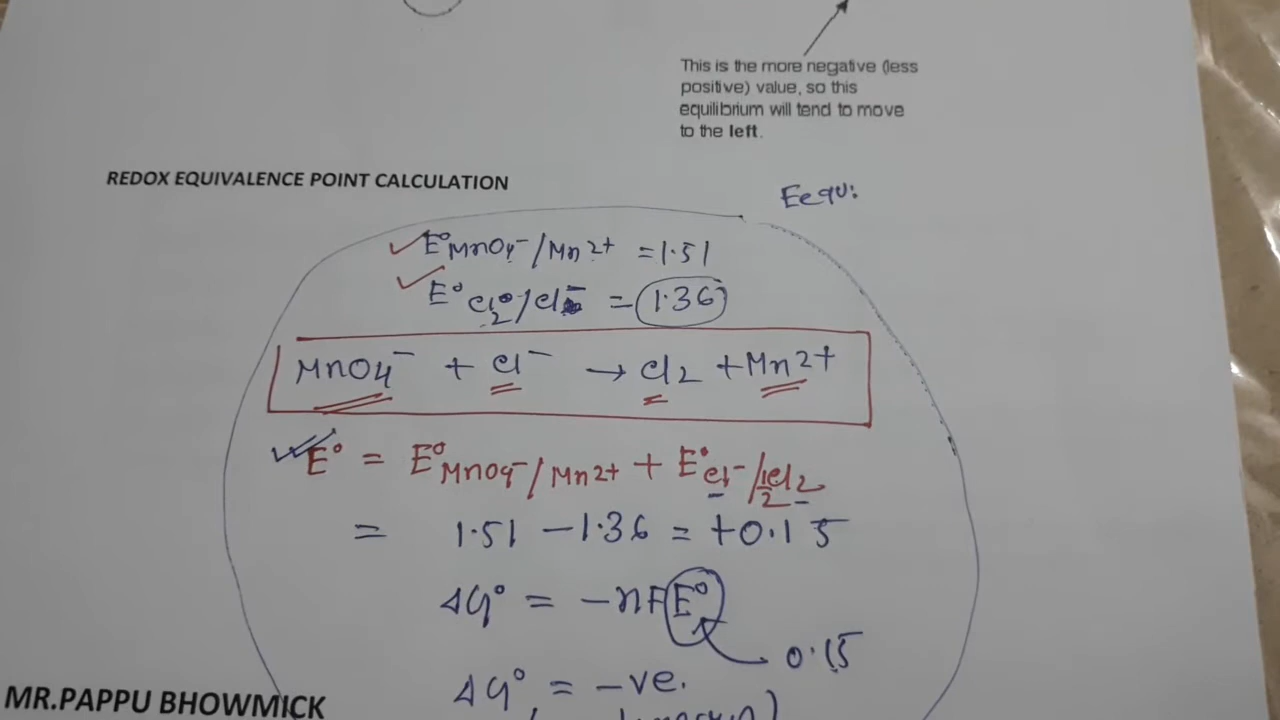 This is the more negative (less
positive) value, so this
equilibrium will tend to move
to the left.
REDOX EQUIVALENCE POINT CALCULATION
Eequ:
E°MnO4-/Mn2+ = 1.51
E°Cl2°/Cl- = 1.36
MnO4- + Cl- → Cl2 + Mn2+
E° = E°MnO4-/Mn2+ + E°Cl-/1/2Cl2
= 1.51 - 1.36 = +0.15
ΔG° = -nFE°
0.15
ΔG° = -ve.
MR.PAPPU BHOWMICK